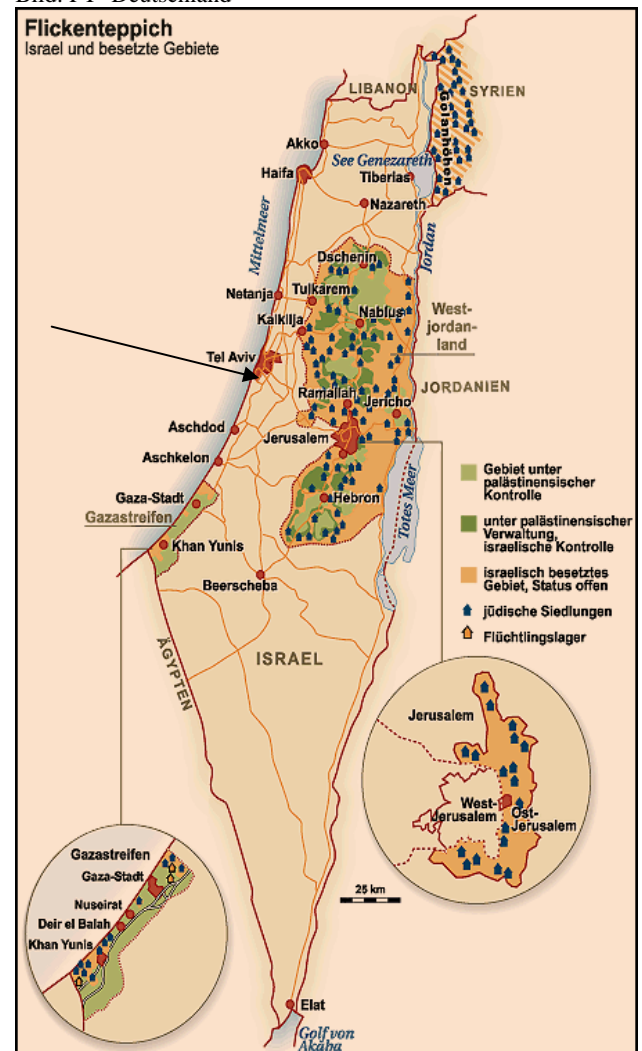 Flickenteppich
Israel und besetzte Gebiete
LIBANON
SYRIEN
Golanhöhen
Akko
See Genezareth
Haifa
Tiberias
Nazareth
Mittelmeer
Jordan
Dschenin
Netanja
Tulkarem
Kalkilja
Nablus
West-
jordan-
land
Tel Aviv
Ramallah
JORDANIEN
Jericho
Aschdod
Jerusalem
Aschkelon
Gaza-Stadt
Hebron
Totes Meer
Gazastreifen
Khan Yunis
Beerscheba
Gebiet unter
palästinensischer
Kontrolle
unter palästinensischer
Verwaltung,
israelische Kontrolle
israelisch besetztes
Gebiet, Status offen
jüdische Siedlungen
Flüchtlingslager
ÄGYPTEN
ISRAEL
Jerusalem
West-
Jerusalem
Ost-
Jerusalem
Gazastreifen
Gaza-Stadt
Nuseirat
Deir el Balah
Khan Yunis
25 km
Elat
Golf von
Akaba